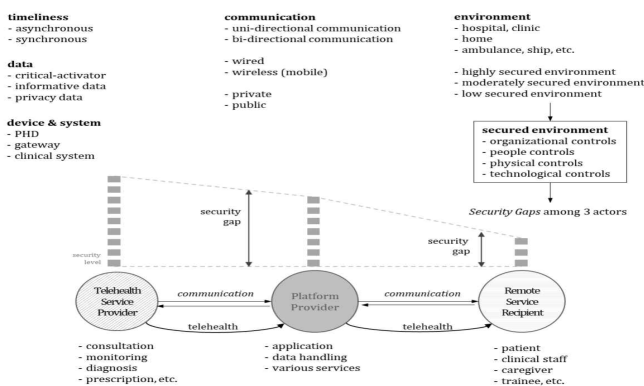 timeliness
- asynchronous
- synchronous
data
- critical-activator
- informative data
- privacy data
device & system
- PHD
- gateway
- clinical system
communication
- uni-directional communication
- bi-directional communication
- wired
- wireless (mobile)
- private
- public
environment
- hospital, clinic
- home
- ambulance, ship, etc.
- highly secured environment
- moderately secured environment
- low secured environment
secured environment
- organizational controls
- people controls
- physical controls
- technological controls
Security Gaps among 3 actors
security
gap
security
gap
security
level
Telehealth
Service
Provider
communication
telehealth
Platform
Provider
communication
telehealth
Remote
Service
Recipient
- consultation
- monitoring
- diagnosis
- prescription, etc.
- application
- data handling
- various services
- patient
- clinical staff
- caregiver
- trainee, etc.